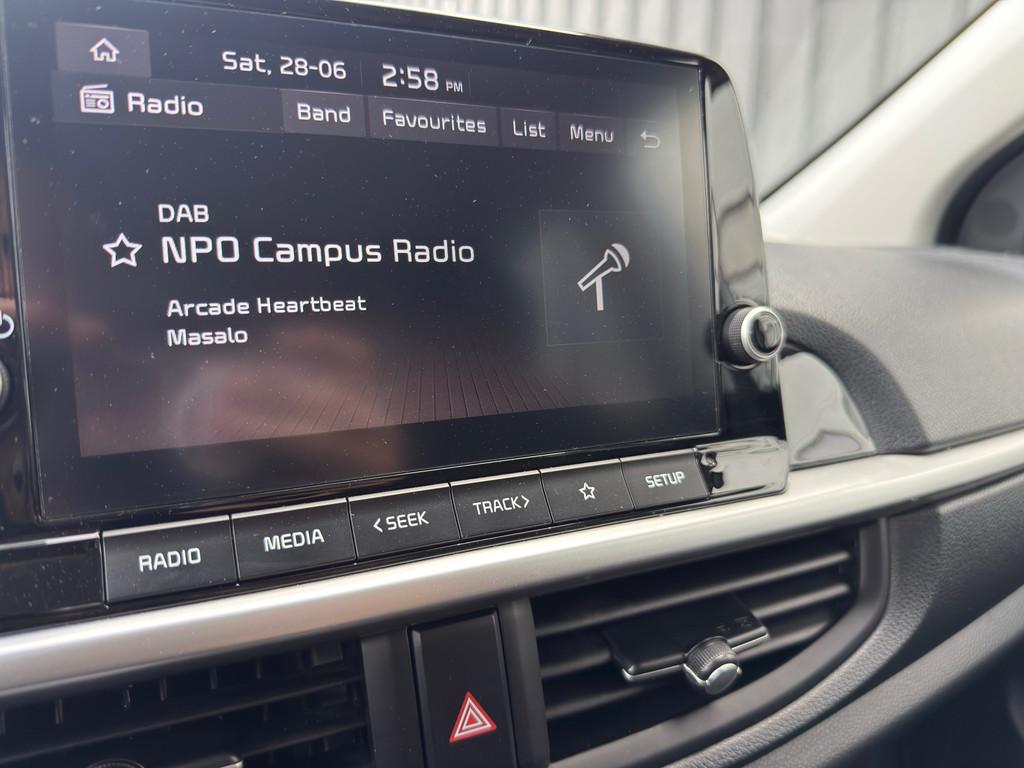 Sat, 28-06 2:58 PM
Radio Band Favourites List Menu
DAB
NPO Campus Radio
Arcade Heartbeat
Masalo
RADIO MEDIA <SEEK TRACK> SETUP